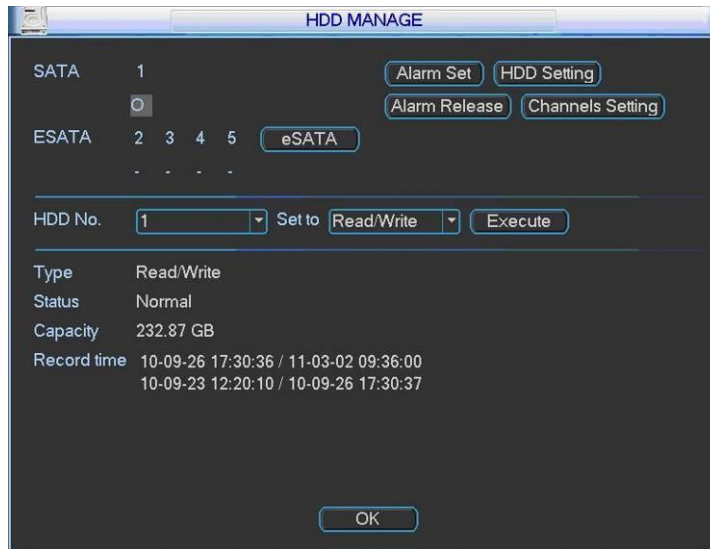 HDD MANAGE
SATA 1 Alarm Set HDD Setting
O Alarm Release Channels Setting
ESATA 2 3 4 5 eSATA
- - - -
HDD No. 1 Set to Read/Write Execute
Type Read/Write
Status Normal
Capacity 232.87 GB
Record time 10-09-26 17:30:36 / 11-03-02 09:36:00
10-09-23 12:20:10 / 10-09-26 17:30:37
OK